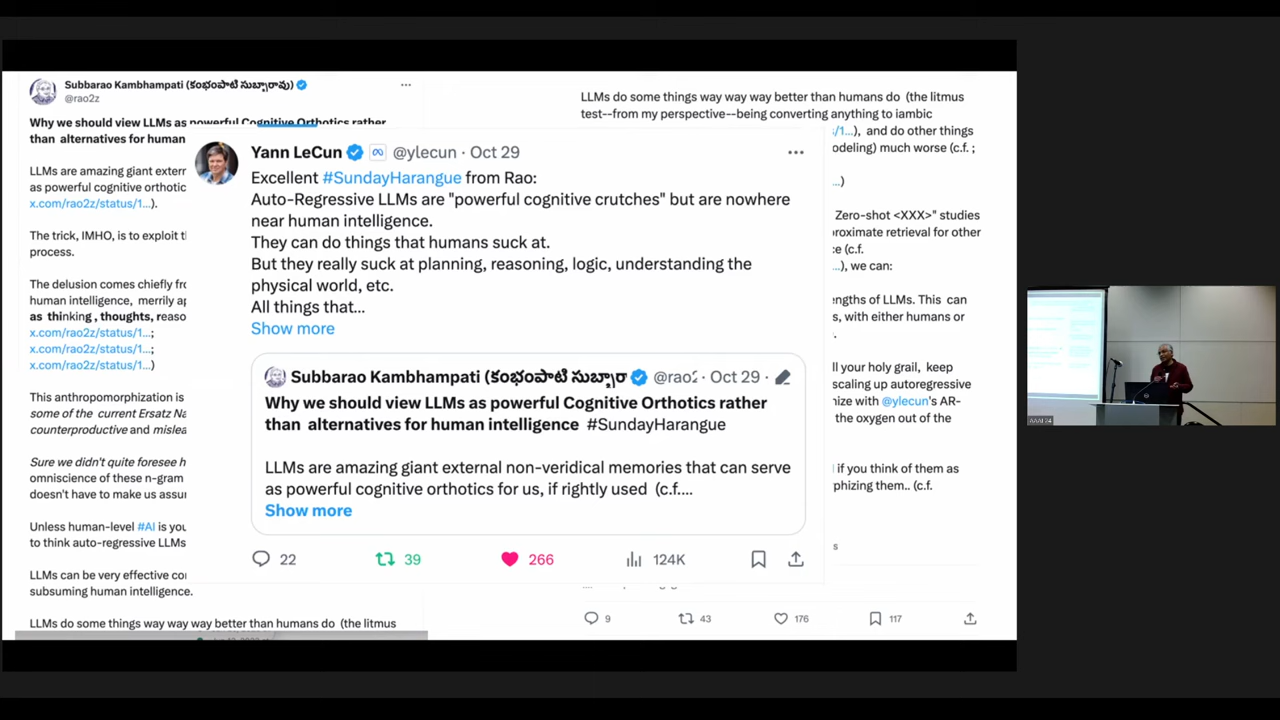 Subbarao Kambhampati (కంభంపాటి సుబ్బారావు)
@rao2z
Why we should view LLMs as powerful Cognitive Orthotics rather
than alternatives for human
LLMs are amazing giant extern
as powerful cognitive orthotic
x.com/rao2z/status/1...).
The trick, IMHO, is to exploit
process.
The delusion comes chiefly
human intelligence, merrily
as thinking, thoughts,
x.com/rao2z/status/1...;
x.com/rao2z/status/1...;
x.com/rao2z/status/1...)
This anthropomorphization is
some of the current Ersatz
counterproductive and
Sure we didn't quite foresee
omniscience of these n-gram
doesn't have to make us
Unless human-level #AI is
to think auto-regressive LLMs
LLMs can be very effective
subsuming human intelligence.
LLMs do some things way way way better than humans do (the litmus
Yann LeCun @ylecun · Oct 29
Excellent #SundayHarangue from Rao:
Auto-Regressive LLMs are "powerful cognitive crutches" but are nowhere
near human intelligence.
They can do things that humans suck at.
But they really suck at planning, reasoning, logic, understanding the
physical world, etc.
All things that...
Show more
Subbarao Kambhampati (కంభంపాటి సుబ్బారా @rao2 · Oct 29 ·
Why we should view LLMs as powerful Cognitive Orthotics rather
than alternatives for human intelligence #SundayHarangue
LLMs are amazing giant external non-veridical memories that can serve
as powerful cognitive orthotics for us, if rightly used (c.f....
Show more
22 39 266 124K
LLMs do some things way way way better than humans do (the litmus
test--from my perspective--being converting anything to iambic
/1...), and do other things
odeling) much worse (c.f. ;
...)
Zero-shot <XXX>" studies
roximate retrieval for other
e (c.f.
...), we can:
engths of LLMs. This can
s, with either humans or
ll your holy grail, keep
scaling up autoregressive
nize with @ylecun's AR-
the oxygen out of the
if you think of them as
phizing them.. (c.f.
s
9 43 176 117
AAAI 24